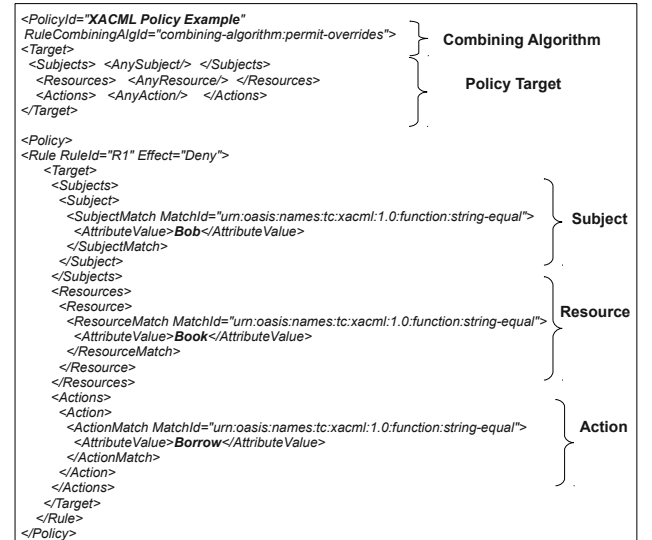 <PolicyId="XACML Policy Example"
RuleCombiningAlgId="combining-algorithm:permit-overrides">
Combining Algorithm
<Target>
<Subjects> <AnySubject/> </Subjects>
<Resources> <AnyResource/> </Resources>
<Actions> <AnyAction/> </Actions>
</Target>
Policy Target
<Policy>
<Rule RuleId="R1" Effect="Deny">
<Target>
<Subjects>
<Subject>
<SubjectMatch MatchId="urn:oasis:names:tc:xacml:1.0:function:string-equal">
<AttributeValue>Bob</AttributeValue>
</SubjectMatch>
</Subject>
</Subjects>
Subject
<Resources>
<Resource>
<ResourceMatch MatchId="urn:oasis:names:tc:xacml:1.0:function:string-equal">
<AttributeValue>Book</AttributeValue>
</ResourceMatch>
</Resource>
</Resources>
Resource
<Actions>
<Action>
<ActionMatch MatchId="urn:oasis:names:tc:xacml:1.0:function:string-equal">
<AttributeValue>Borrow</AttributeValue>
</ActionMatch>
</Action>
</Actions>
Action
</Target>
</Rule>
</Policy>